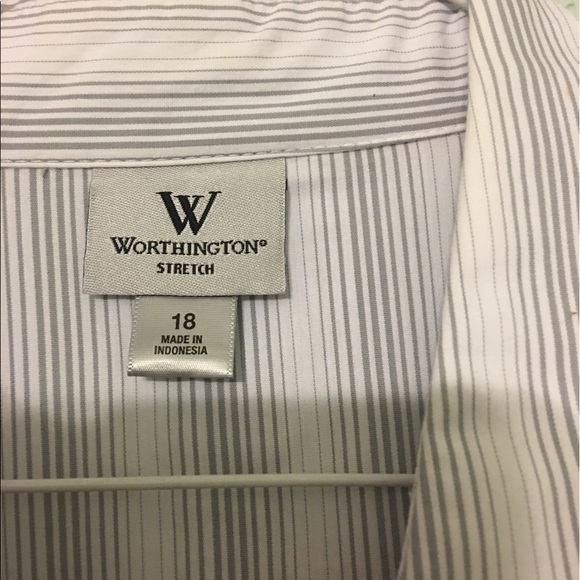 W
WORTHINGTON®
STRETCH
18
MADE IN
INDONESIA